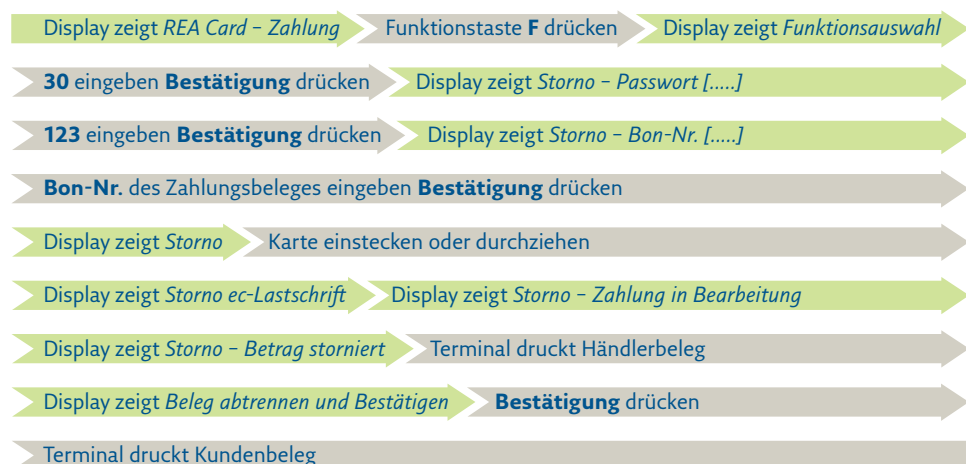 Display zeigt REA Card – Zahlung Funktionstaste F drücken Display zeigt Funktionsauswahl
30 eingeben Bestätigung drücken Display zeigt Storno – Passwort [.....]
123 eingeben Bestätigung drücken Display zeigt Storno – Bon-Nr. [.....]
Bon-Nr. des Zahlungsbeleges eingeben Bestätigung drücken
Display zeigt Storno Karte einstecken oder durchziehen
Display zeigt Storno ec-Lastschrift Display zeigt Storno – Zahlung in Bearbeitung
Display zeigt Storno – Betrag storniert Terminal druckt Händlerbeleg
Display zeigt Beleg abtrennen und Bestätigen Bestätigung drücken
Terminal druckt Kundenbeleg